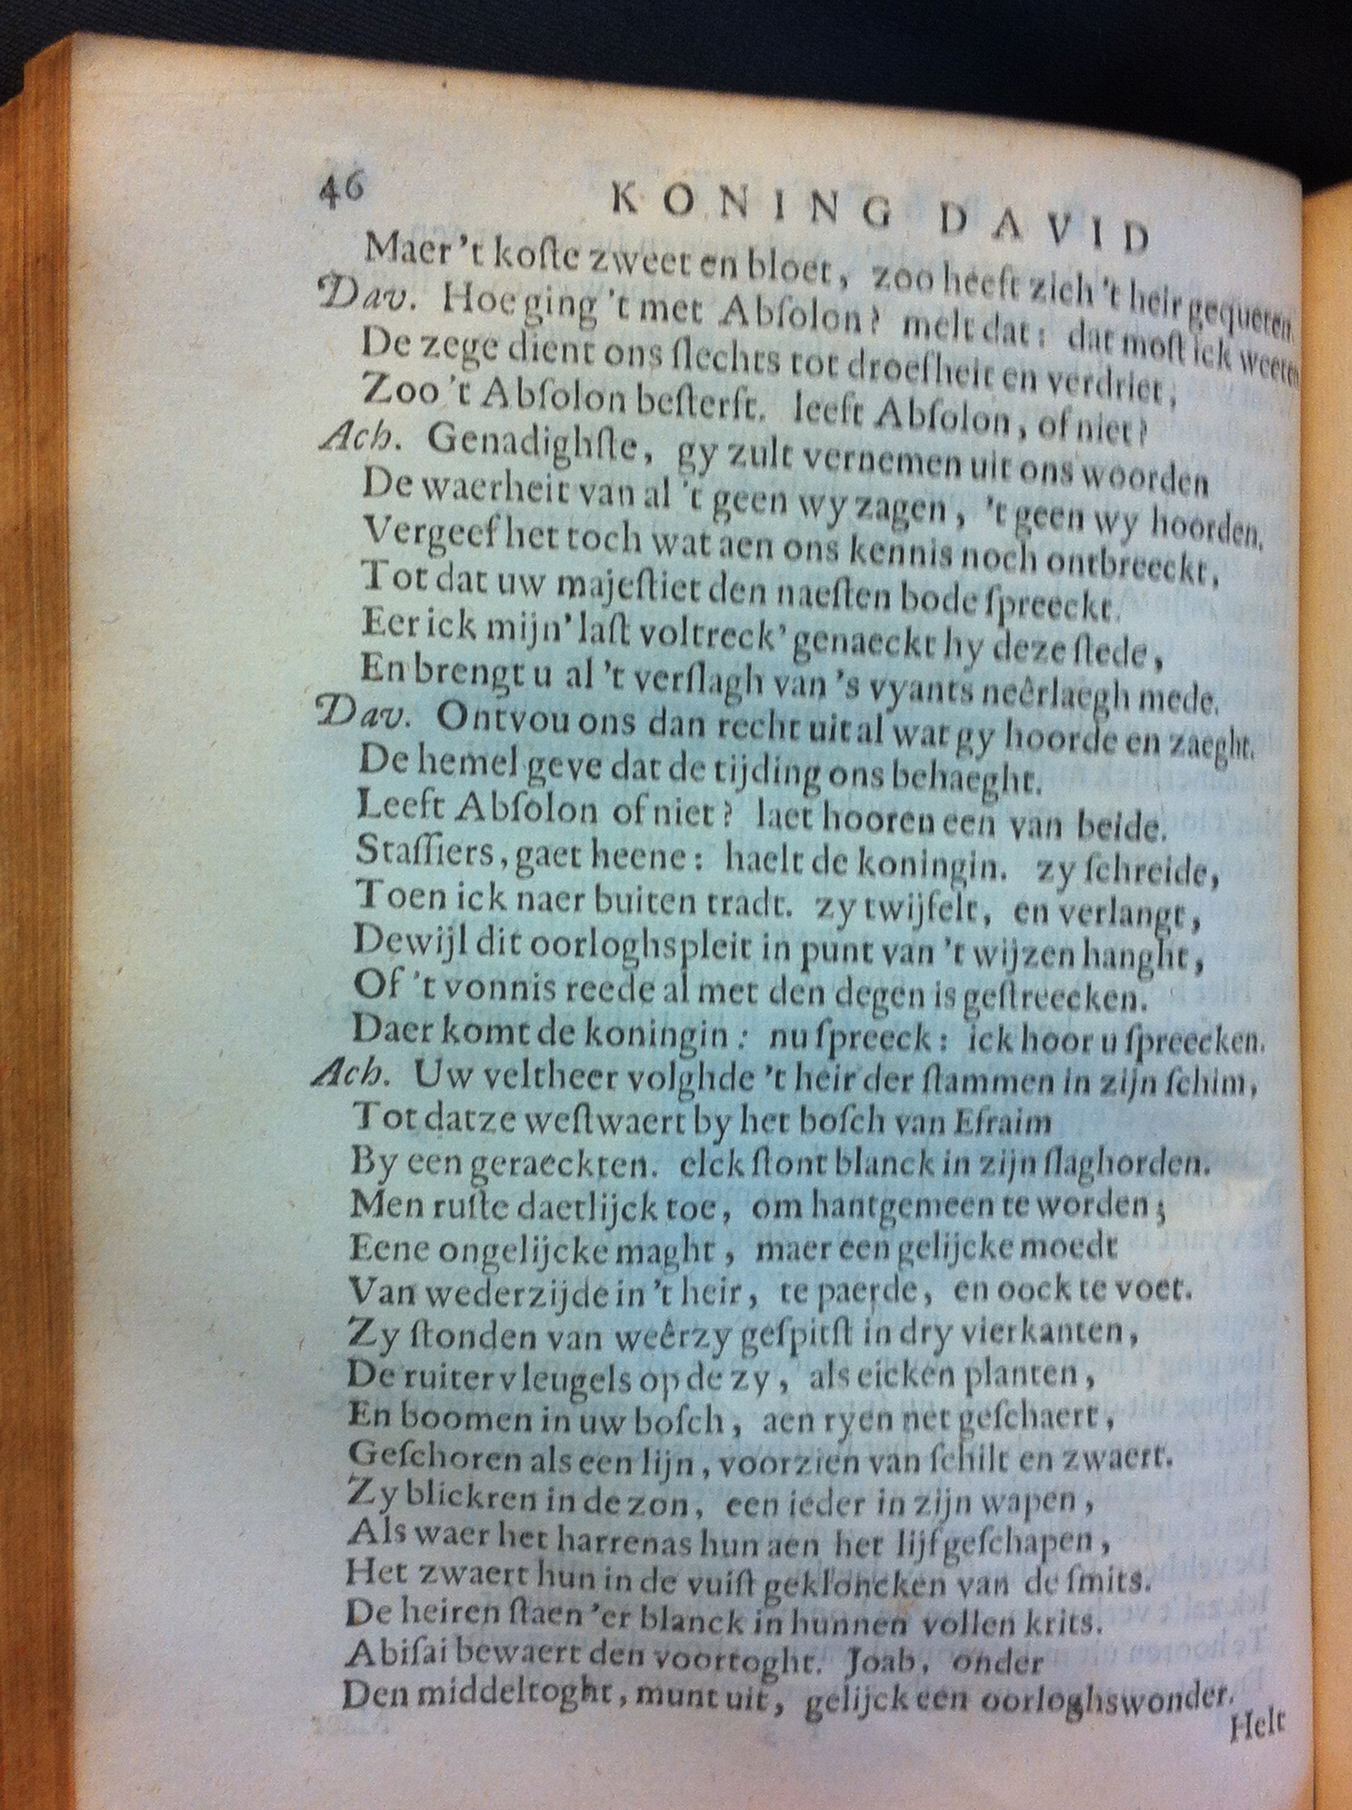 46 KONING DAVID
Maer 't koſte zweet en bloet, zoo heeft zich 't heir gequeten.
Dav. Hoe ging 't met Abſolon? melt dat: dat moſt ick weeten
De zege dient ons ſlechts tot droefheit en verdriet,
Zoo 't Abſolon beſterft. leeft Abſolon, of niet?
Ach. Genadighſte, gy zult vernemen uit ons woorden
De waerheit van al 't geen wy zagen, 't geen wy hoorden.
Vergeef het toch wat aen ons kennis noch ontbreeckt,
Tot dat uw majeſtiet den naeſten bode ſpreeckt.
Eer ick mijn' laſt voltreck' genaeckt hy deze ſtede,
En brengt u al 't verſlagh van 's vyants neêrlaegh mede.
Dav. Ontvou ons dan recht uit al wat gy hoorde en zaeght.
De hemel geve dat de tijding ons behaeght.
Leeft Abſolon of niet? laet hooren een van beide.
Staffiers, gaet heene: haelt de koningin. zy ſchreide,
Toen ick naer buiten tradt. zy twijfelt, en verlangt,
Dewijl dit oorloghspleit in punt van 't wijzen hanght,
Of 't vonnis reede al met den degen is geſtreecken.
Daer komt de koningin: nu ſpreeck: ick hoor u ſpreecken.
Ach. Uw veltheer volghde 't heir der ſtammen in zijn ſchim,
Tot datze weſtwaert by het boſch van Efraim
By een geraeckten. elck ſtont blanck in zijn ſlaghorden.
Men ruſte daetlijck toe, om hantgemeen te worden;
Eene ongelijcke maght, maer een gelijcke moedt
Van wederzijde in 't heir, te paerde, en oock te voet.
Zy ſtonden van weêrzy geſpitſt in dry vierkanten,
De ruiter vleugels op de zy, als eicken planten,
En boomen in uw boſch, aen ryen net geſchaert,
Geſchoren als een lijn, voorzien van ſchilt en zwaert.
Zy blickren in de zon, een ieder in zijn wapen,
Als waer het harrenas hun aen het lijf geſchapen,
Het zwaert hun in de vuiſt gekloncken van de ſmits.
De heiren ſtaen 'er blanck in hunnen vollen krits.
Abiſai bewaert den voortoght. Joab, onder
Den middeltoght, munt uit, gelijck een oorloghswonder.
Helt